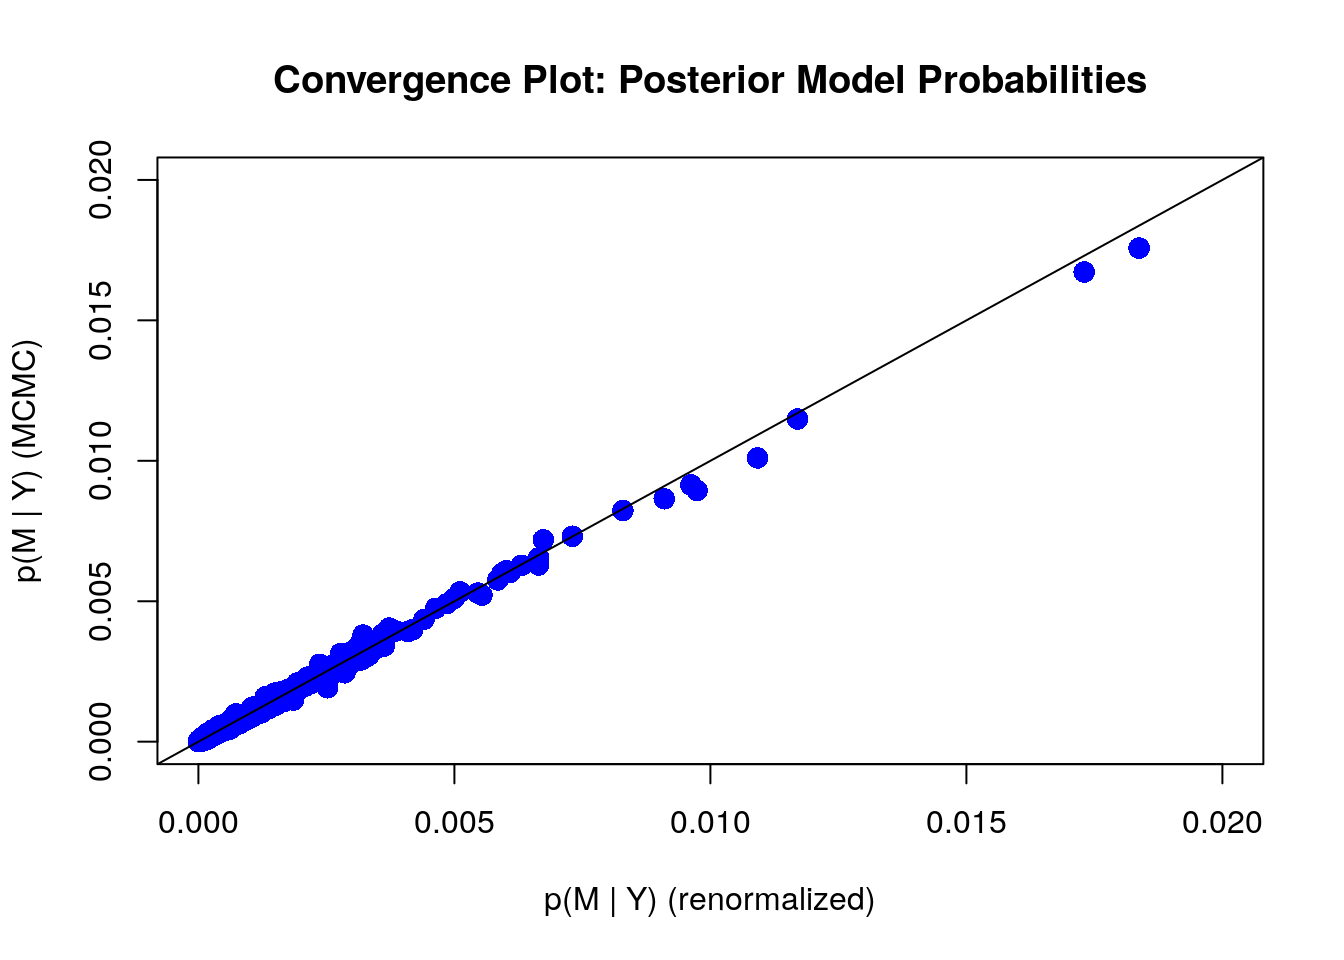 Convergence Plot: Posterior Model Probabilities
p(M | Y) (MCMC)
0.020
0.015
0.010
0.005
0.000
0.000 0.005 0.010 0.015 0.020
p(M | Y) (renormalized)